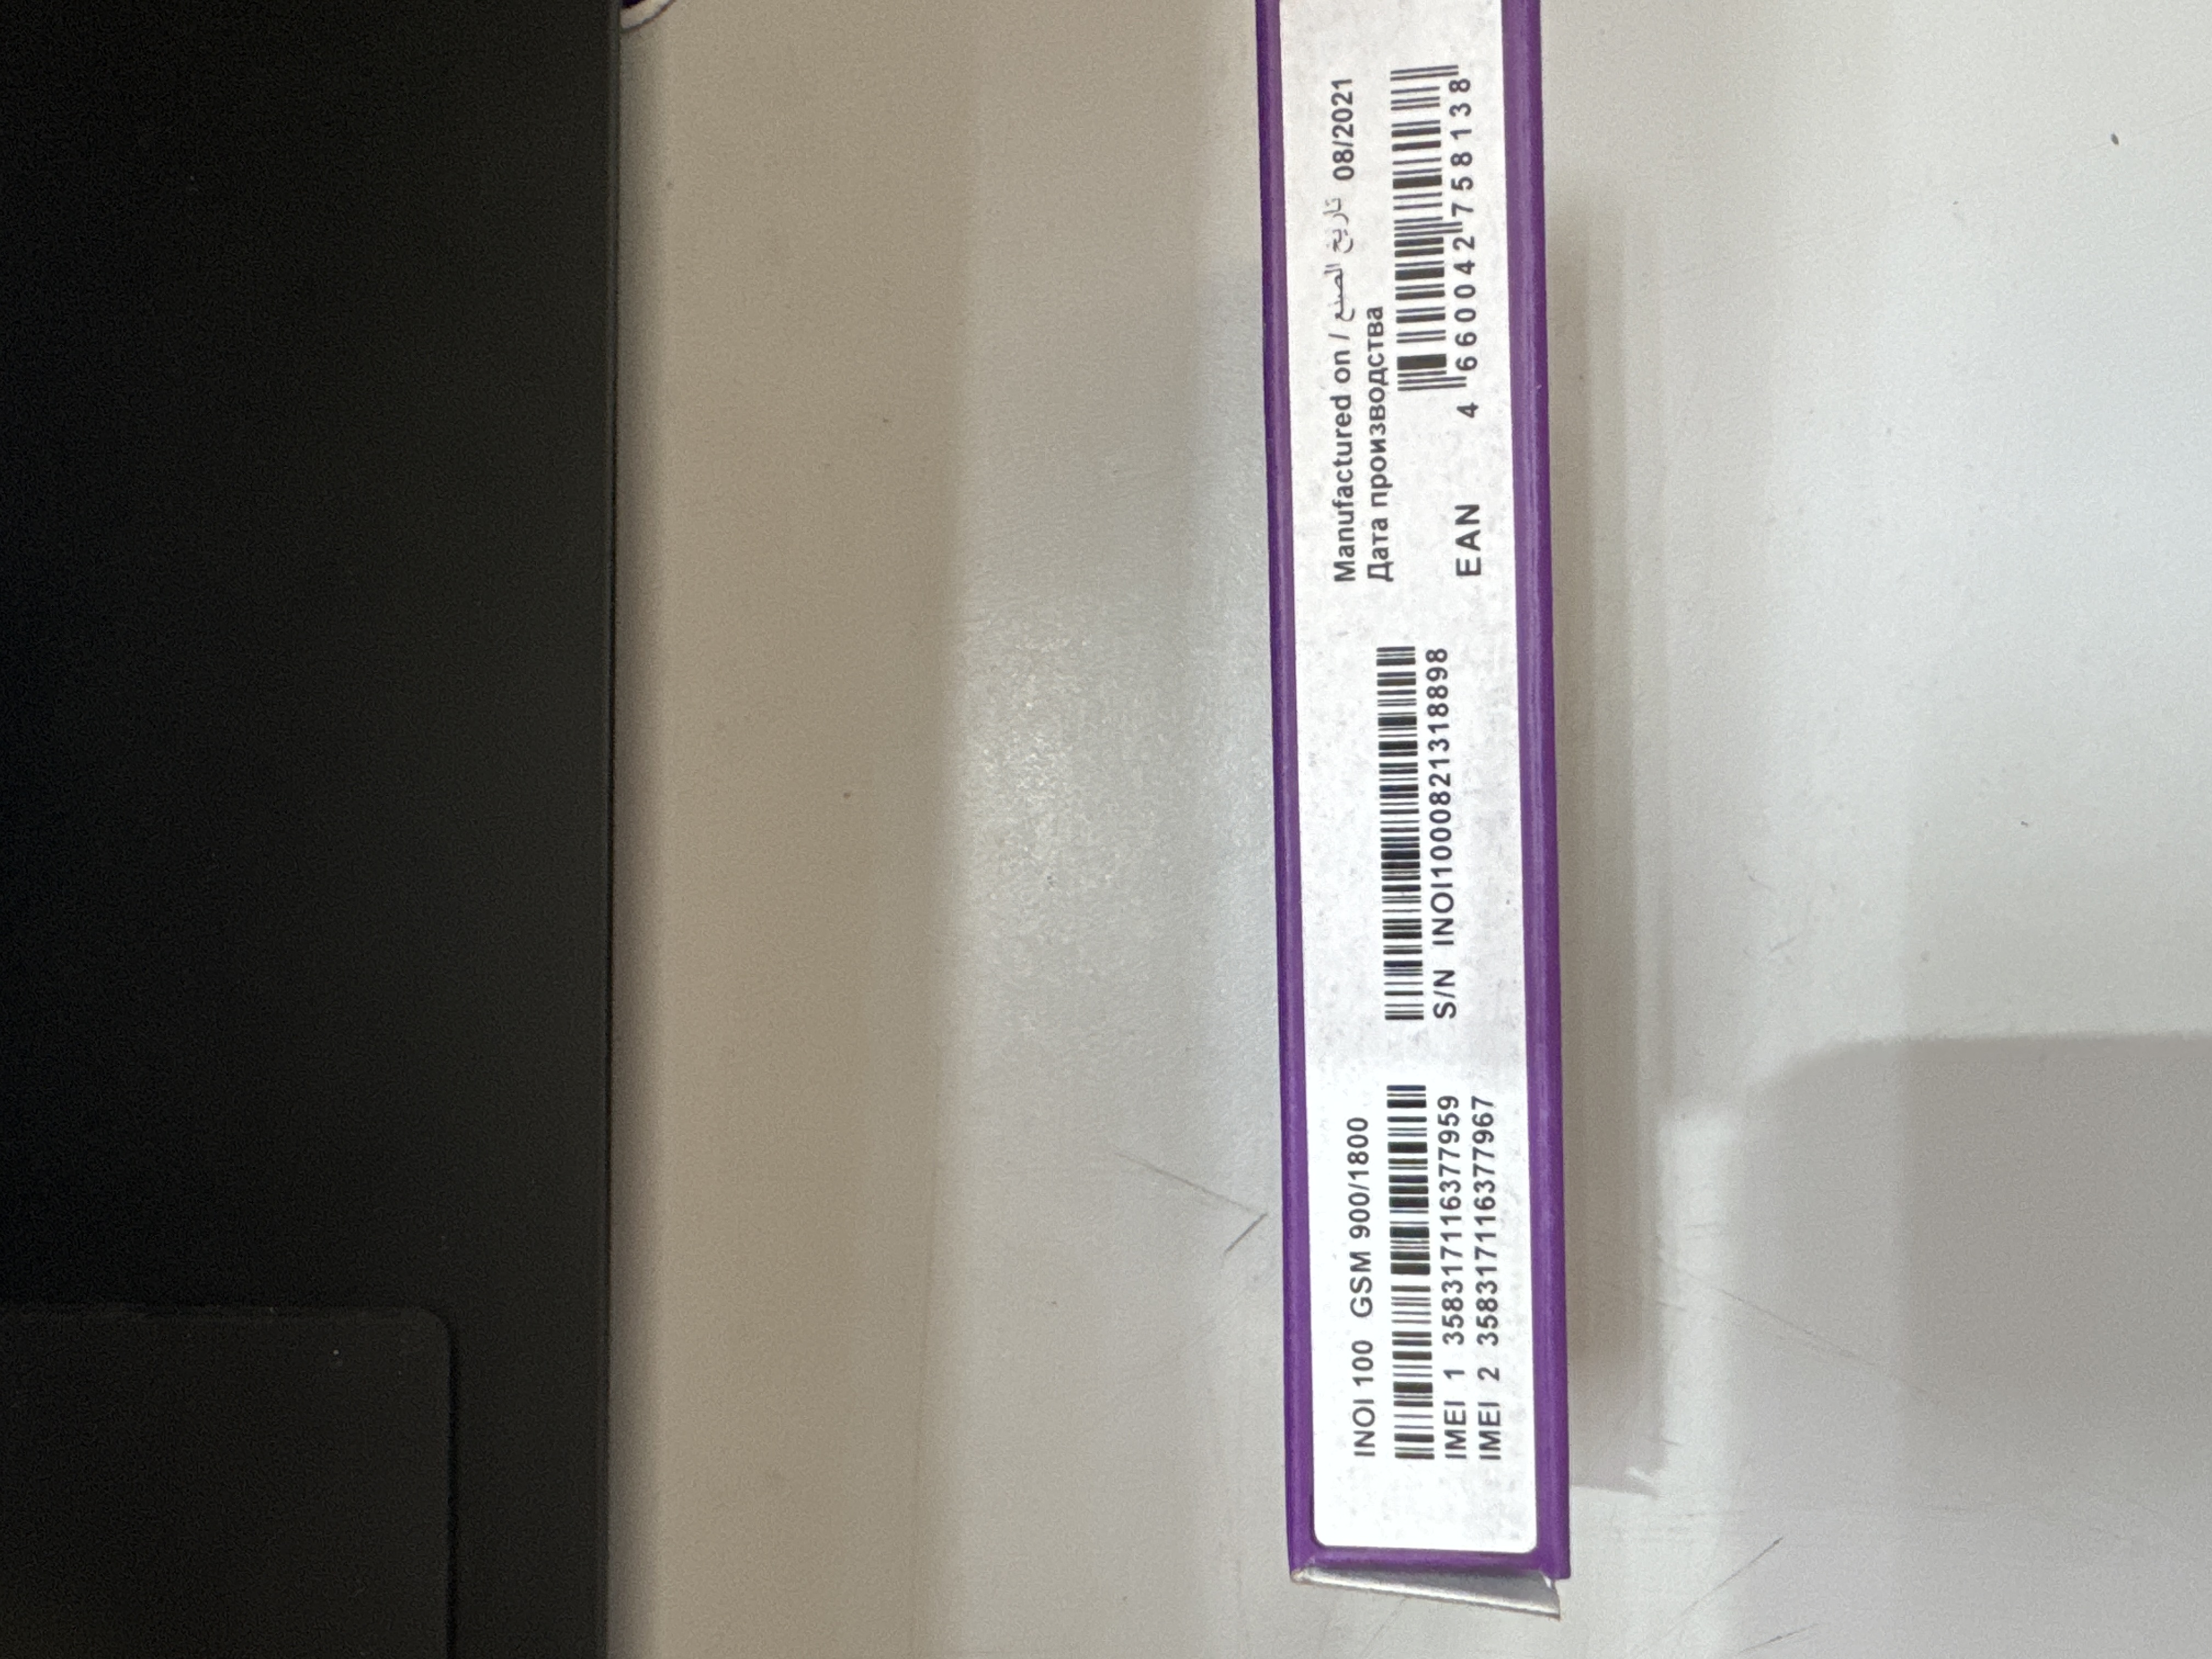 INOI 100 GSM 900/1800
IMEI 1 358317116377959
IMEI 2 358317116377967
S/N INOI1000821318898
Manufactured on / تاريخ الصنع 08/2021
Дата производства
EAN 4 660042 758138